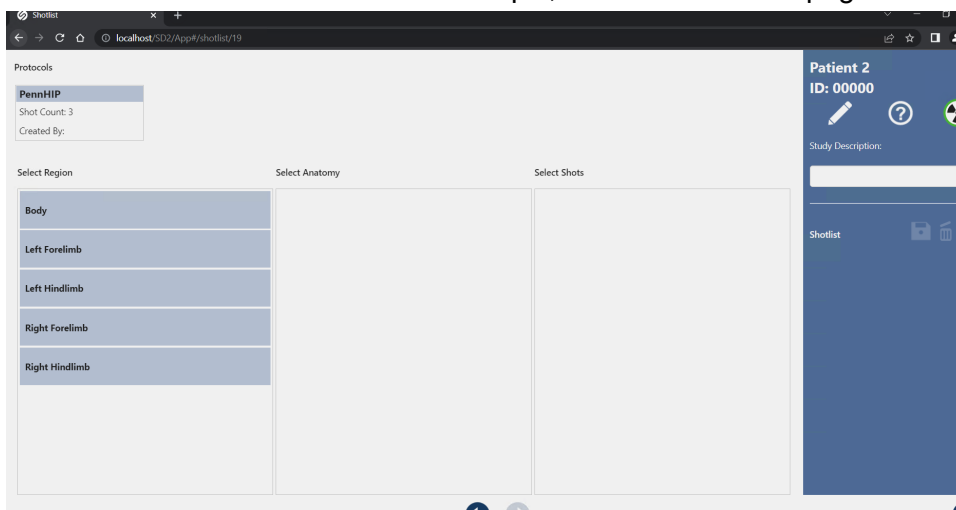 Shotlist
localhost/SD2/App#/shotlist/19
Protocols
PennHIP
Shot Count: 3
Created By:
Select Region
Select Anatomy
Select Shots
Body
Left Forelimb
Left Hindlimb
Right Forelimb
Right Hindlimb
Patient 2
ID: 00000
Study Description:
Shotlist